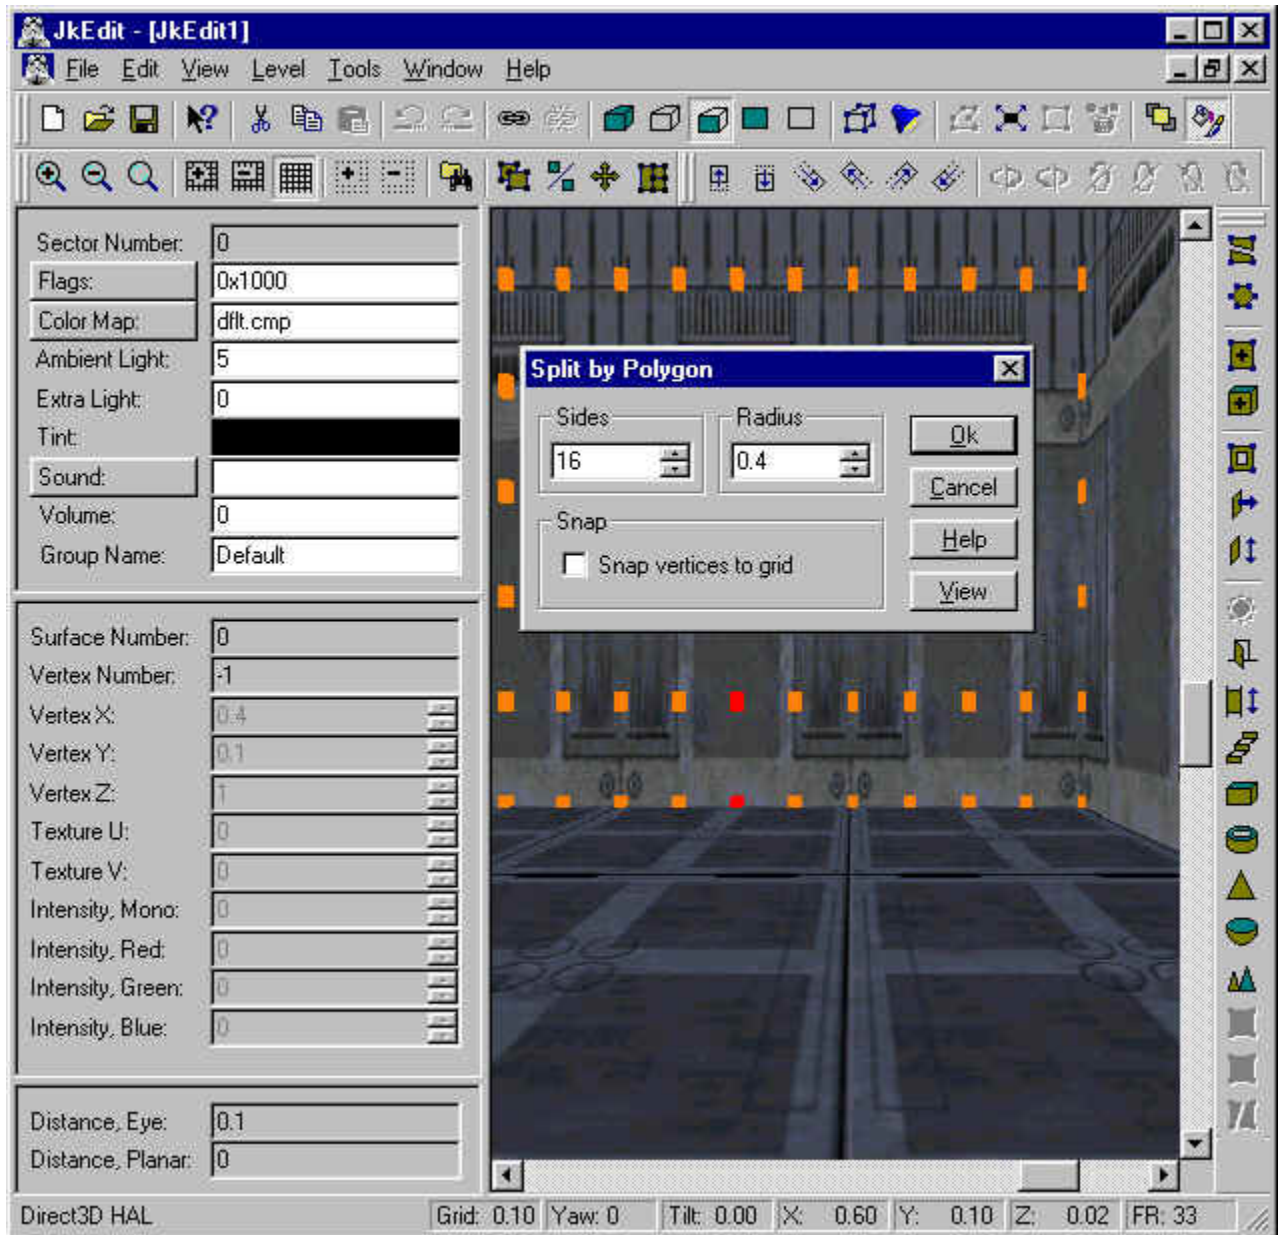 JkEdit - [JkEdit1]
File Edit View Level Tools Window Help
Sector Number: 0
Flags: 0x1000
Color Map: dflt.cmp
Ambient Light: 5
Extra Light: 0
Tint:
Sound:
Volume: 0
Group Name: Default
Split by Polygon
Sides Radius
16 0.4
Snap
Snap vertices to grid
Ok
Cancel
Help
View
Surface Number: 0
Vertex Number: -1
Vertex X: 0.4
Vertex Y: 0.1
Vertex Z: 1
Texture U: 0
Texture V: 0
Intensity, Mono: 0
Intensity, Red: 0
Intensity, Green: 0
Intensity, Blue: 0
Distance, Eye: 0.1
Distance, Planar: 0
Direct3D HAL Grid: 0.10 Yaw: 0 Tilt: 0.00 X: 0.60 Y: 0.10 Z: 0.02 FR: 33